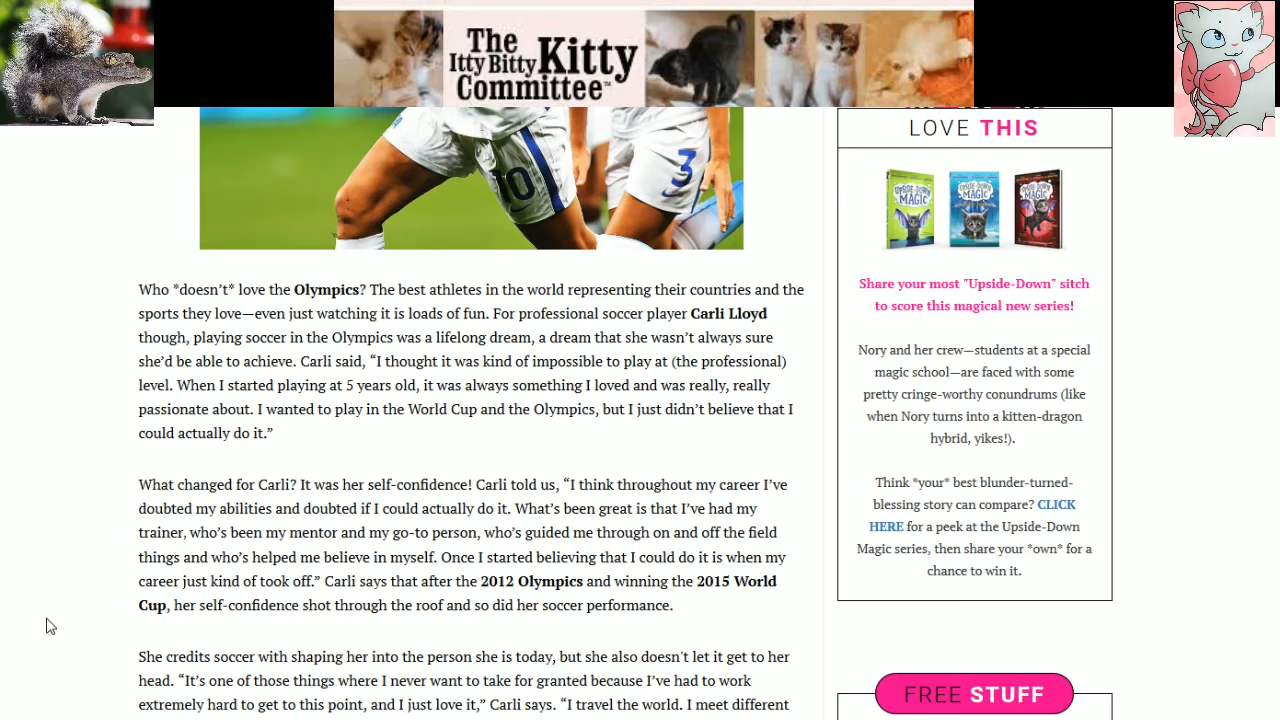 The
Itty Bitty Kitty
Committee™
10
3
Who *doesn’t* love the Olympics? The best athletes in the world representing their countries and the
sports they love—even just watching it is loads of fun. For professional soccer player Carli Lloyd
though, playing soccer in the Olympics was a lifelong dream, a dream that she wasn’t always sure
she’d be able to achieve. Carli said, “I thought it was kind of impossible to play at (the professional)
level. When I started playing at 5 years old, it was always something I loved and was really, really
passionate about. I wanted to play in the World Cup and the Olympics, but I just didn’t believe that I
could actually do it.”
What changed for Carli? It was her self-confidence! Carli told us, “I think throughout my career I’ve
doubted my abilities and doubted if I could actually do it. What’s been great is that I’ve had my
trainer, who’s been my mentor and my go-to person, who’s guided me through on and off the field
things and who’s helped me believe in myself. Once I started believing that I could do it is when my
career just kind of took off.” Carli says that after the 2012 Olympics and winning the 2015 World
Cup, her self-confidence shot through the roof and so did her soccer performance.
She credits soccer with shaping her into the person she is today, but she also doesn't let it get to her
head. “It’s one of those things where I never want to take for granted because I’ve had to work
extremely hard to get to this point, and I just love it,” Carli says. “I travel the world. I meet different
LOVE THIS
UPSIDE-DOWN
MAGIC
UPSIDE-DOWN
MAGIC
UPSIDE-DOWN
MAGIC
Share your most "Upside-Down" sitch
to score this magical new series!
Nory and her crew—students at a special
magic school—are faced with some
pretty cringe-worthy conundrums (like
when Nory turns into a kitten-dragon
hybrid, yikes!).
Think *your* best blunder-turned-
blessing story can compare? CLICK
HERE for a peek at the Upside-Down
Magic series, then share your *own* for a
chance to win it.
FREE STUFF